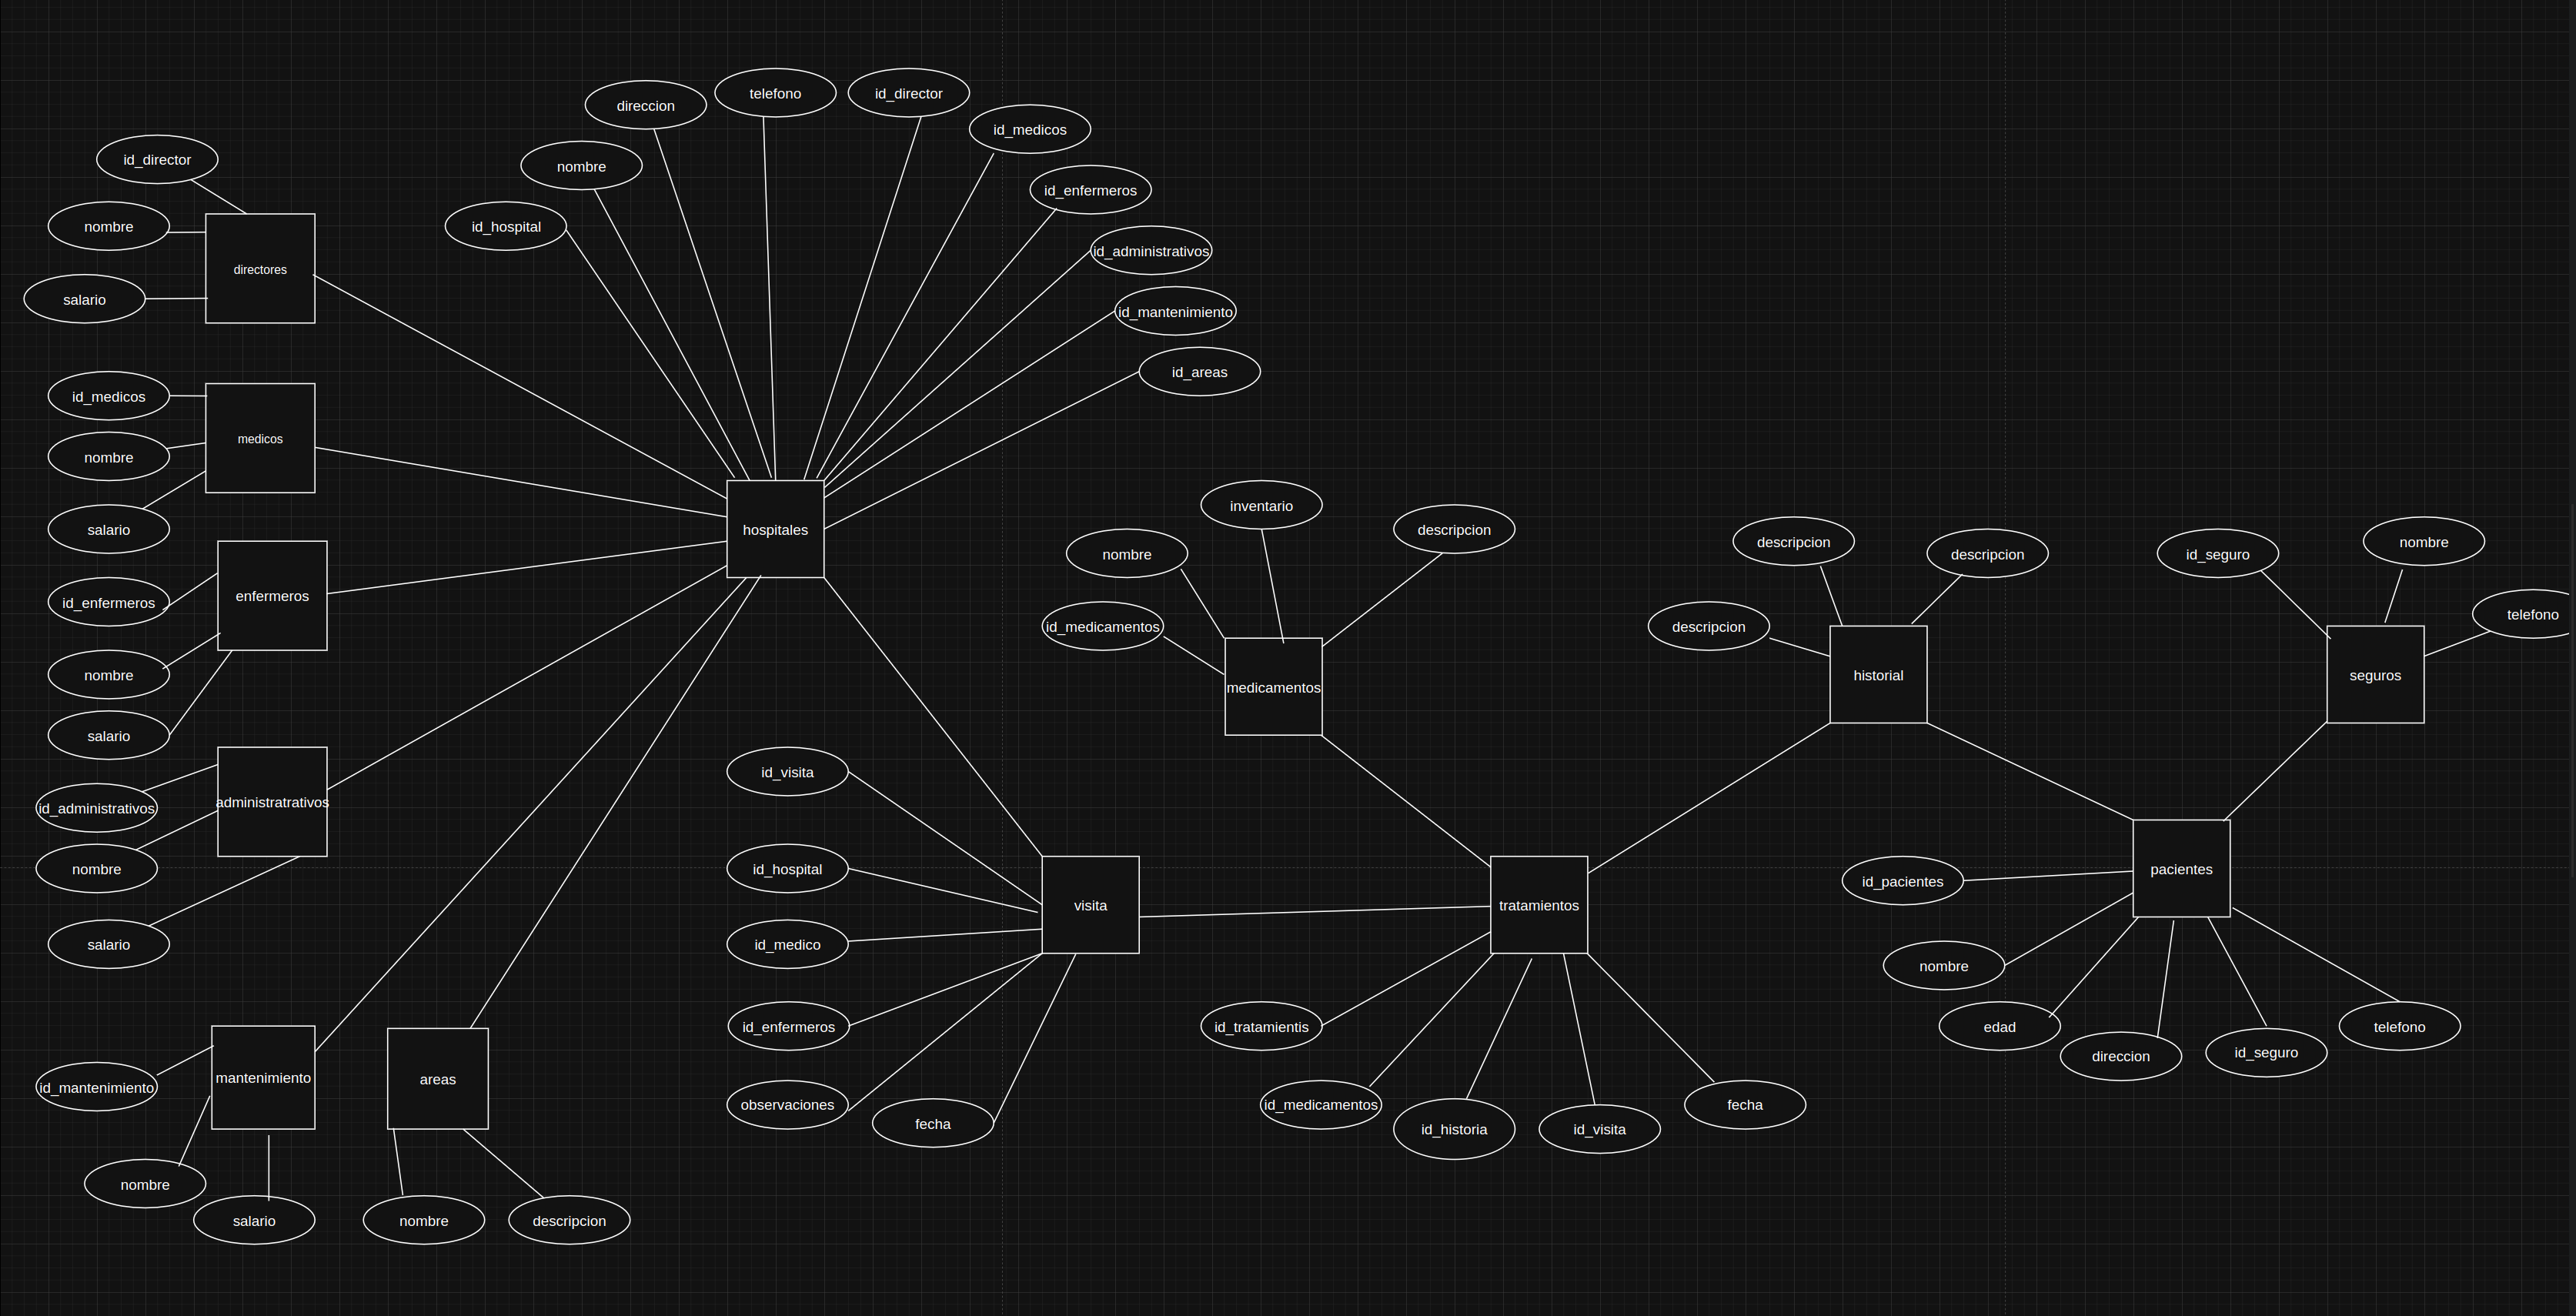 telefono
id_director
direccion
id_medicos
id_director
nombre
id_enfermeros
nombre
id_hospital
id_administrativos
directores
salario
id_mantenimiento
id_areas
id_medicos
medicos
nombre
salario
hospitales
inventario
descripcion
nombre
descripcion
descripcion
id_seguro
nombre
enfermeros
id_enfermeros
id_medicamentos
descripcion
telefono
nombre
medicamentos
historial
seguros
salario
id_visita
id_administrativos
administratrativos
nombre
id_hospital
pacientes
id_pacientes
visita
tratamientos
salario
id_medico
nombre
id_enfermeros
id_tratamientis
edad
telefono
direccion
id_seguro
id_mantenimiento
mantenimiento
areas
observaciones
fecha
id_medicamentos
id_historia
id_visita
fecha
nombre
salario
nombre
descripcion